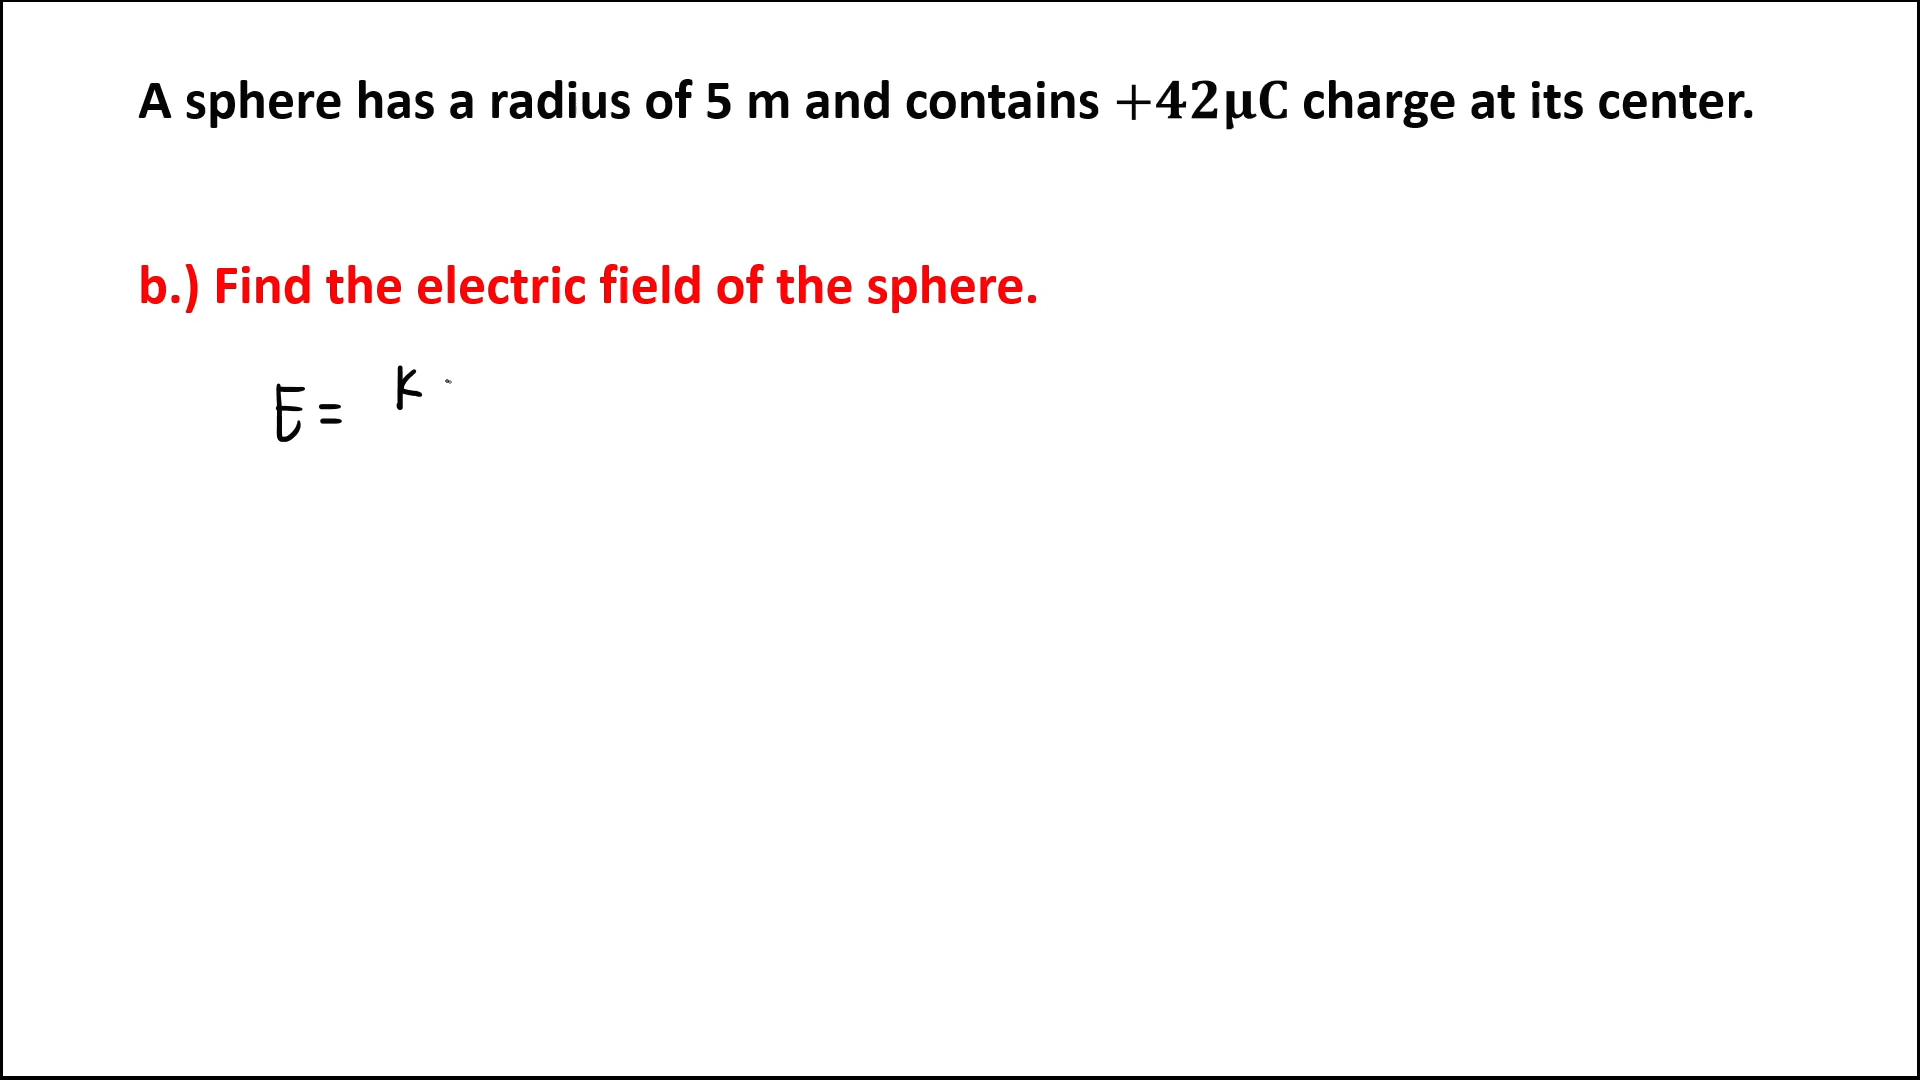 A sphere has a radius of 5 m and contains +42μC charge at its center.
b.) Find the electric field of the sphere.
E = K